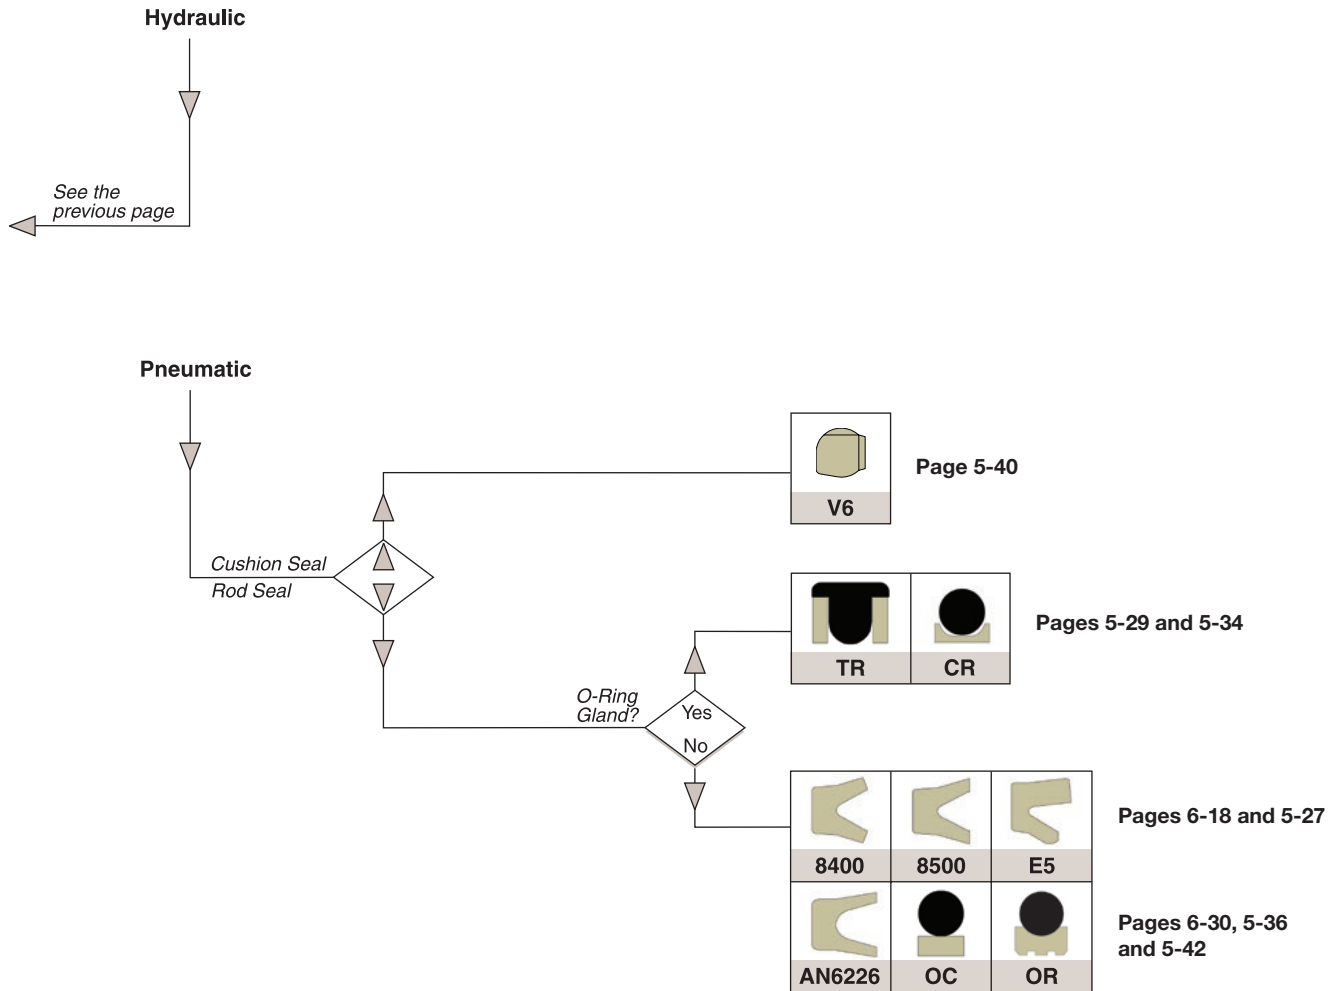 Hydraulic
See the
previous page
Pneumatic
V6
Page 5-40
Cushion Seal
Rod Seal
TR
CR
Pages 5-29 and 5-34
O-Ring
Gland?
Yes
No
8400
8500
E5
Pages 6-18 and 5-27
AN6226
OC
OR
Pages 6-30, 5-36
and 5-42